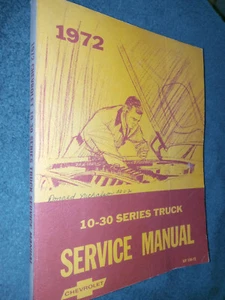 1972
10-30 SERIES TRUCK
SERVICE MANUAL
CHEVROLET